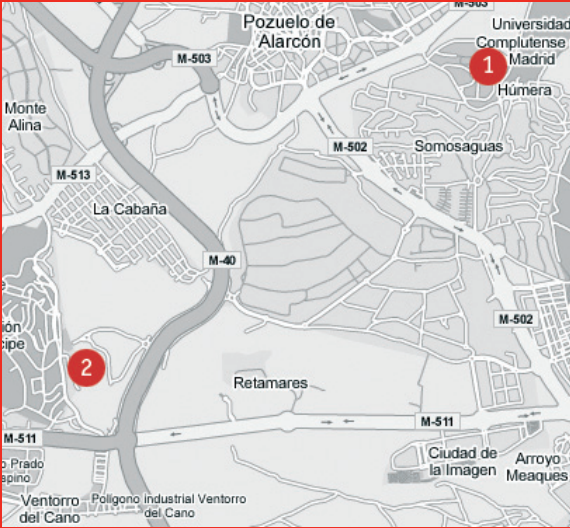 M-503
Pozuelo de
Alarcón
Universidad
Complutense
Madrid
M-503
1
Húmera
Monte
Alina
M-502
Somosaguas
M-513
La Cabaña
M-40
M-502
2
Retamares
M-511
M-511
Ciudad de
la Imagen
Arroyo
Meaques
Prado
Ventorro
del Cano
Polígono industrial Ventorro
del Cano